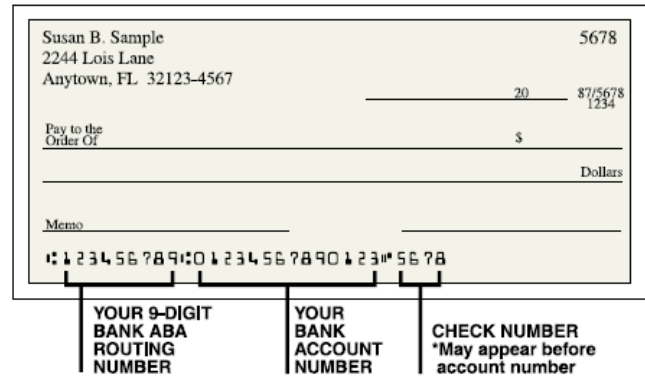 Susan B. Sample 5678
2244 Lois Lane
Anytown, FL 32123-4567
20 87/5678
1234
Pay to the
Order Of $
Dollars
Memo
⑆123456789⑆01234567890123⑈5678
YOUR 9-DIGIT
BANK ABA
ROUTING
NUMBER
YOUR
BANK
ACCOUNT
NUMBER
CHECK NUMBER
*May appear before
account number